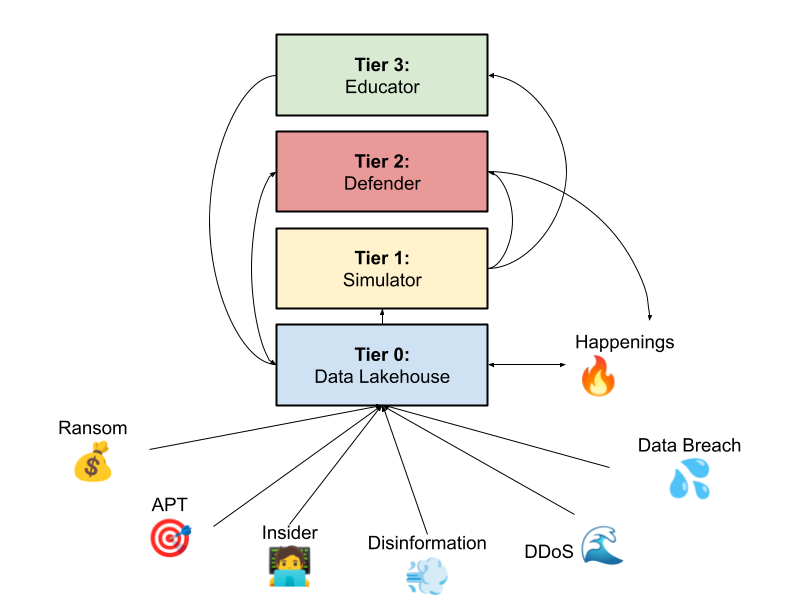 Tier 3:
Educator
Tier 2:
Defender
Tier 1:
Simulator
Tier 0:
Data Lakehouse
Happenings
Ransom
Data Breach
APT
Insider
Disinformation
DDoS